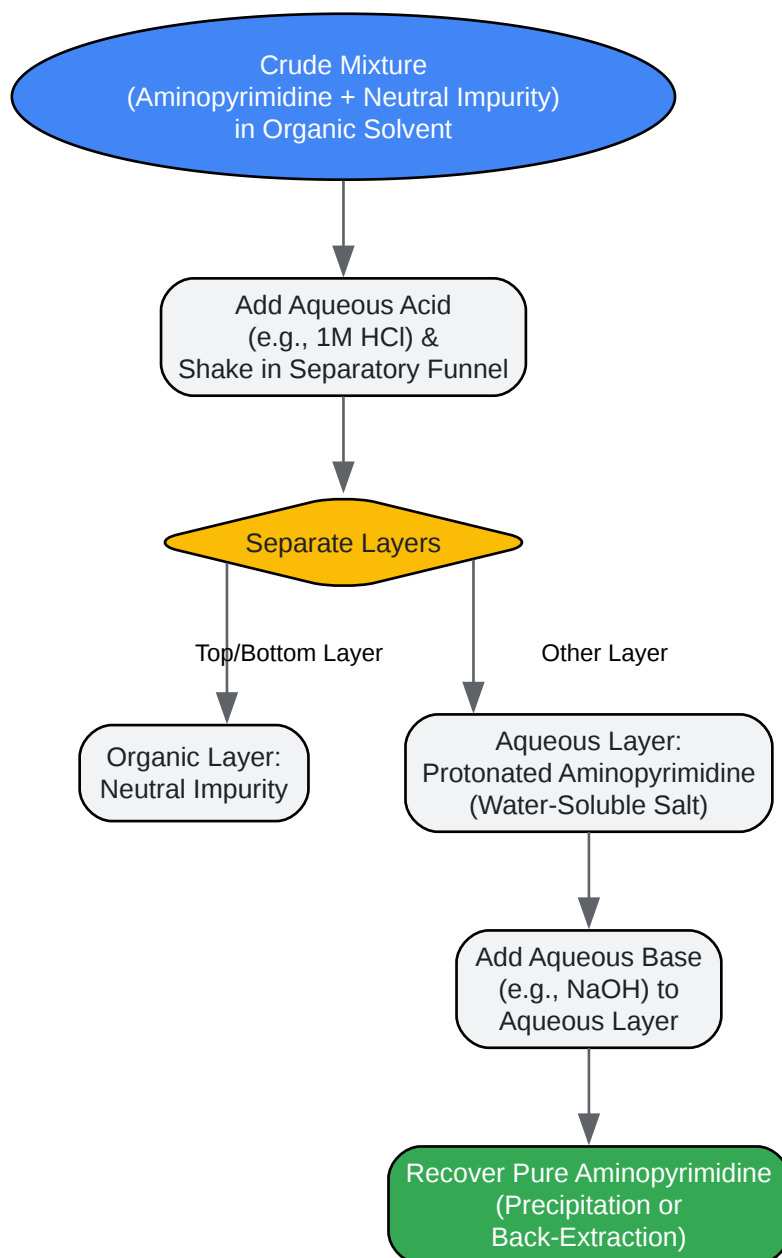 Crude Mixture
(Aminopyrimidine + Neutral Impurity)
in Organic Solvent
Add Aqueous Acid
(e.g., 1M HCl) &
Shake in Separatory Funnel
Separate Layers
Top/Bottom Layer
Other Layer
Organic Layer:
Neutral Impurity
Aqueous Layer:
Protonated Aminopyrimidine
(Water-Soluble Salt)
Add Aqueous Base
(e.g., NaOH) to
Aqueous Layer
Recover Pure Aminopyrimidine
(Precipitation or
Back-Extraction)